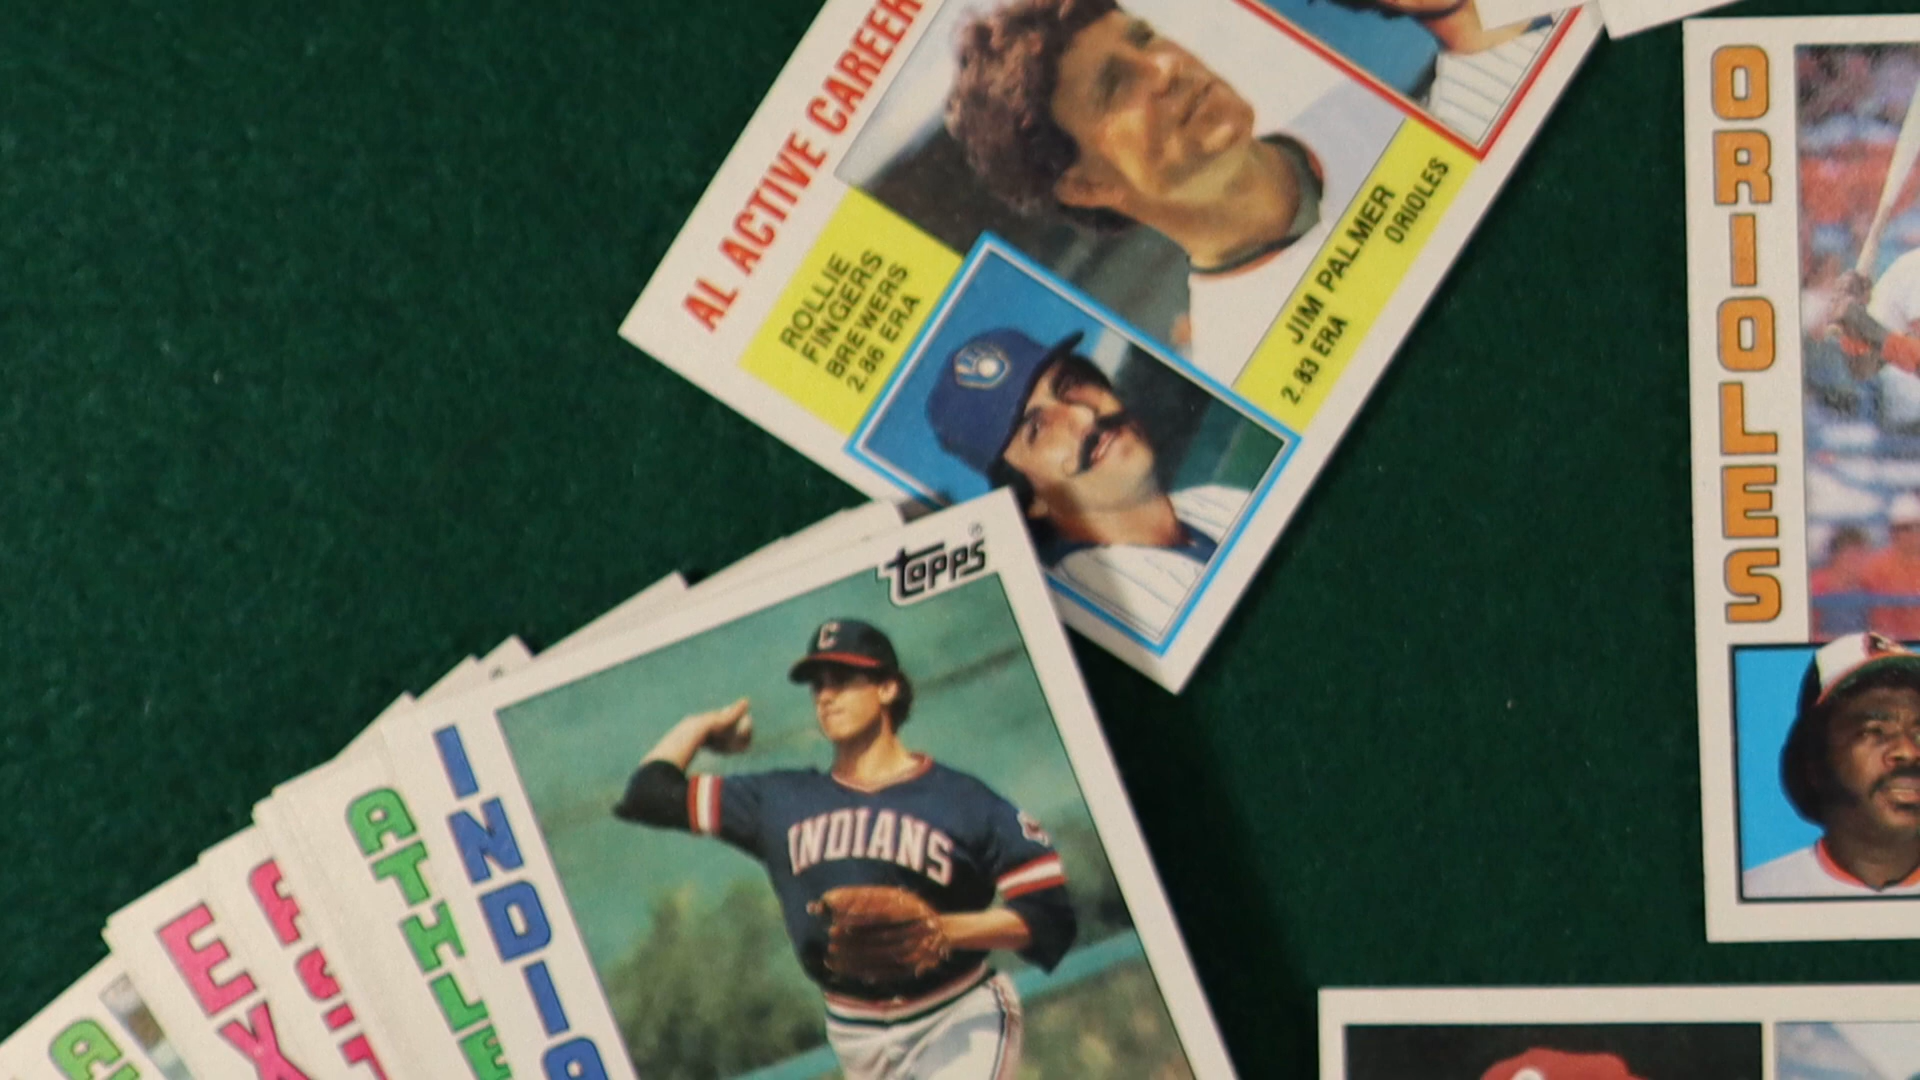 AL ACTIVE CAREER
ROLLIE
FINGERS
BREWERS
2.86 ERA
JIM PALMER
ORIOLES
2.83 ERA
ORIOLES
topps
C
INDIANS
ATHLE
EX